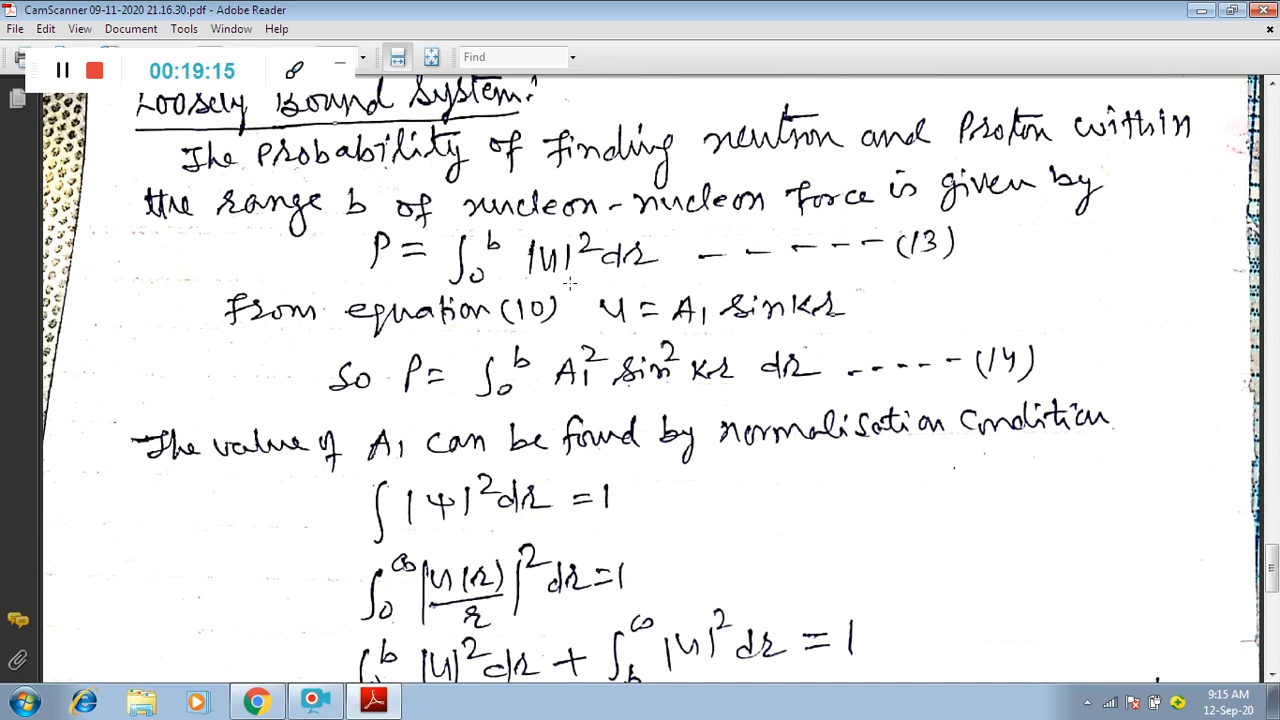 CamScanner 09-11-2020 21.16.30.pdf - Adobe Reader
File Edit View Document Tools Window Help
00:19:15
Find
Loosely Bound System:
The Probability of finding neutron and Proton within
the range b of nucleon-nucleon force is given by
P = ∫₀ᵇ |u|² dr ------ (13)
From equation (10) u = A₁ sin kr
So P = ∫₀ᵇ A₁² sin² kr dr ------ (14)
The value of A₁ can be found by normalisation condition
∫ |ψ|² dr = 1
∫₀^∞ |u(r)/r|² dr = 1
∫₀ᵇ |u|² dr + ∫_b^∞ |u|² dr = 1
9:15 AM
12-Sep-20